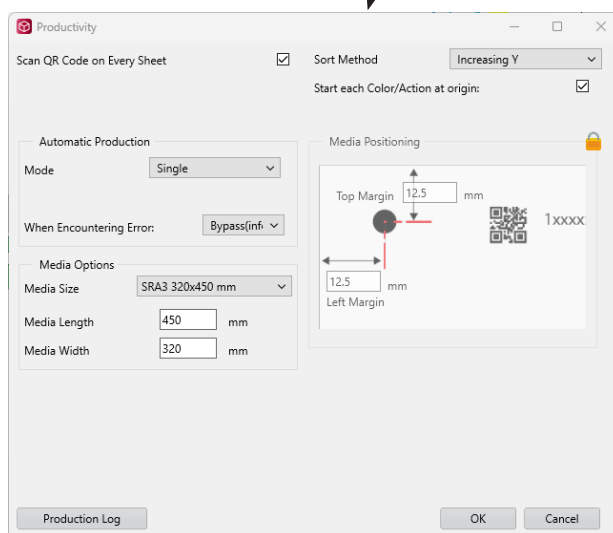 Productivity
Scan QR Code on Every Sheet
Sort Method Increasing Y
Start each Color/Action at origin:
Automatic Production
Mode Single
When Encountering Error: Bypass(info
Media Options
Media Size SRA3 320x450 mm
Media Length 450 mm
Media Width 320 mm
Media Positioning
Top Margin 12.5 mm
1xxxx
12.5 mm
Left Margin
Production Log OK Cancel